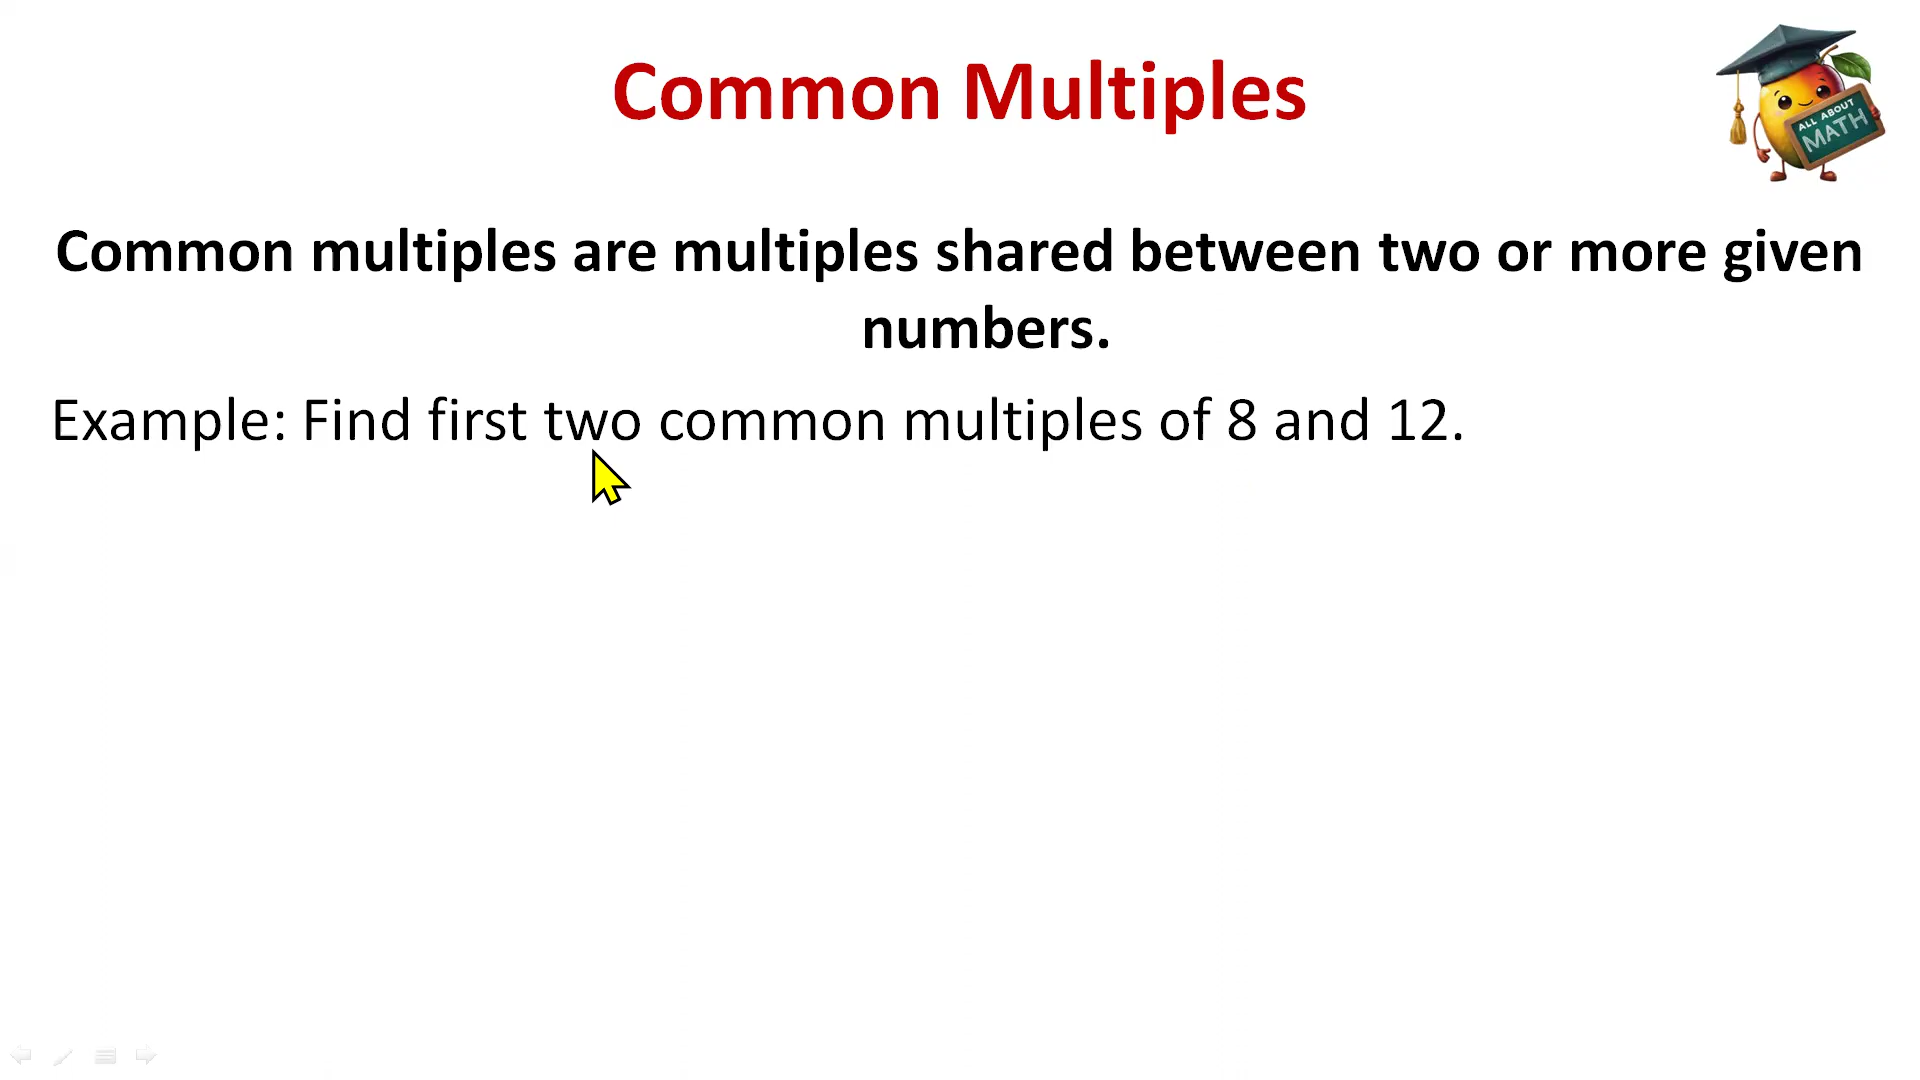 Common Multiples
ALL ABOUT
MATH
Common multiples are multiples shared between two or more given
numbers.
Example: Find first two common multiples of 8 and 12.